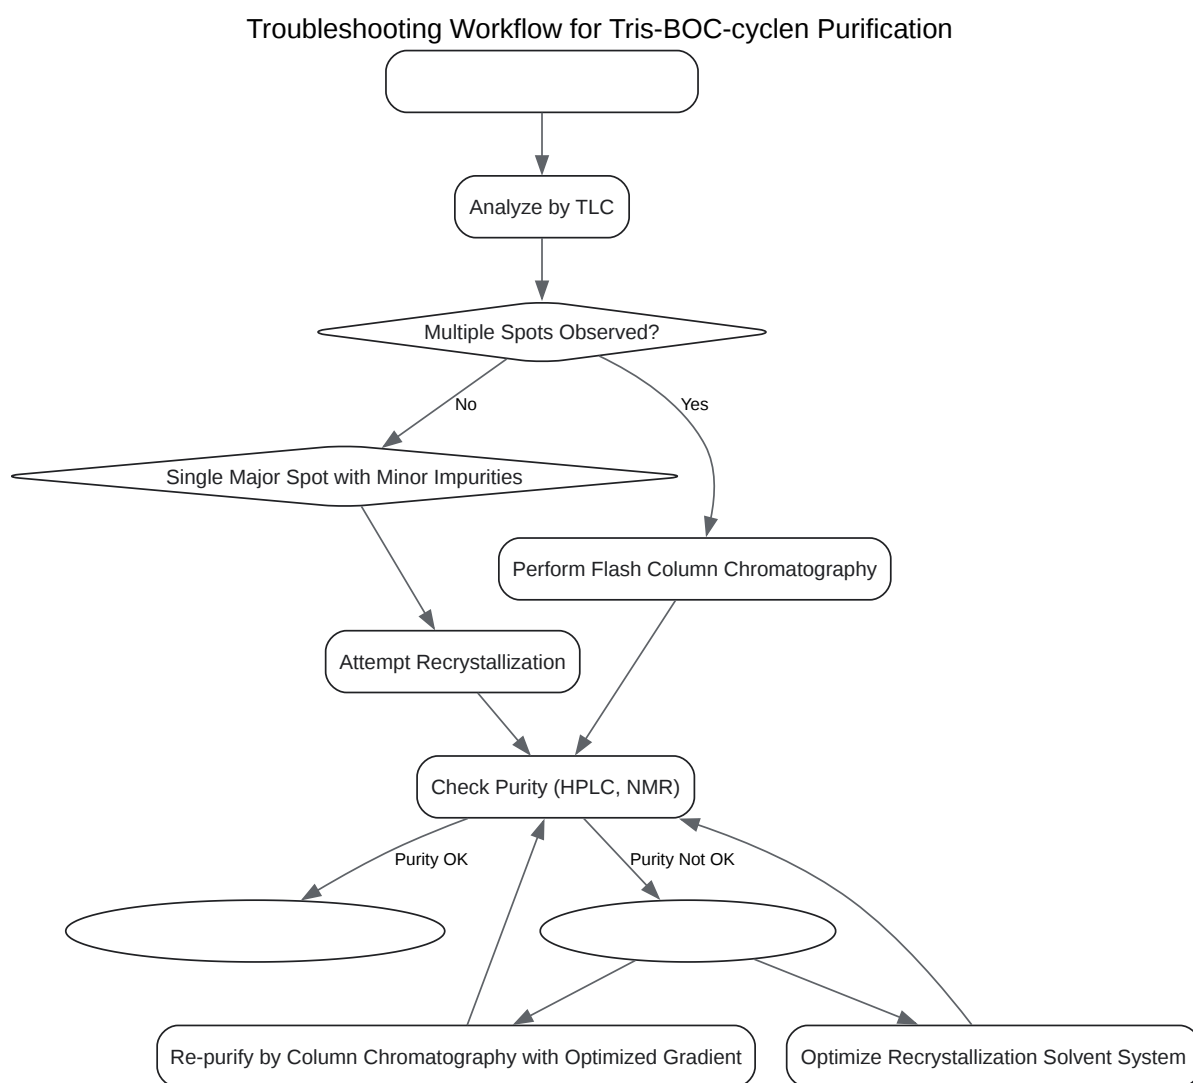 Troubleshooting Workflow for Tris-BOC-cyclen Purification
Analyze by TLC
Multiple Spots Observed?
No
Yes
Single Major Spot with Minor Impurities
Perform Flash Column Chromatography
Attempt Recrystallization
Check Purity (HPLC, NMR)
Purity OK
Purity Not OK
Re-purify by Column Chromatography with Optimized Gradient
Optimize Recrystallization Solvent System